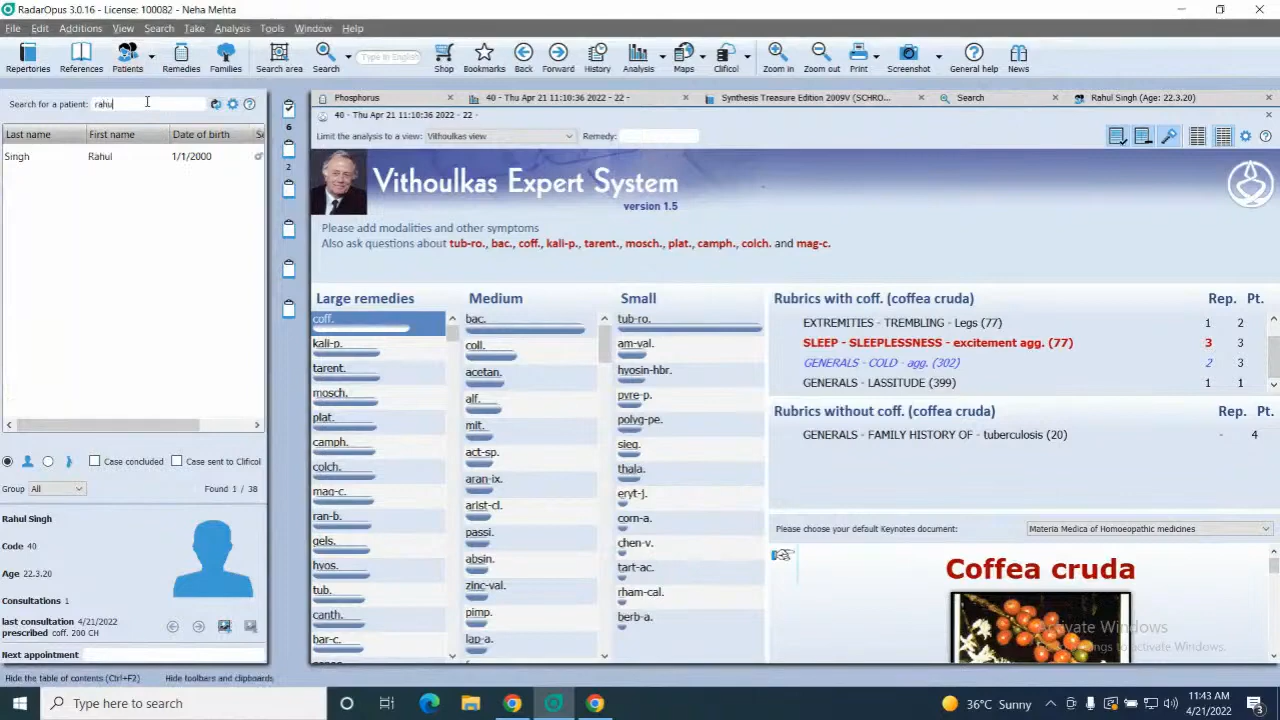 RadarOpus 3.0.16 - License: 100082 - Neha Mehta
File Edit Additions View Search Take Analysis Tools Window Help
Repertories References Patients Remedies Families Search area Search Type in English Shop Bookmarks Back Forward History Analysis Maps Clificol Zoom in Zoom out Print Screenshot General help News
Search for a patient: rahu
Last name First name Date of birth
Singh Rahul 1/1/2000
Case concluded Case sent to Clificol
Group All Found 1 / 38
Rahul Singh
Code 40
Age 22.3.20
Consultations 1
last consultation 4/21/2022
prescribed coff. 200 CH
Next appointment
6
2
Phosphorus 40 - Thu Apr 21 11:10:36 2022 - 22 - Synthesis Treasure Edition 2009V (SCHRO... Search Rahul Singh (Age: 22.3.20)
40 - Thu Apr 21 11:10:36 2022 - 22 -
Limit the analysis to a view: Vithoulkas view Remedy:
Vithoulkas Expert System
version 1.5
Please add modalities and other symptoms
Also ask questions about tub-ro., bac., coff., kali-p., tarent., mosch., plat., camph., colch. and mag-c.
Large remedies
coff.
kali-p.
tarent.
mosch.
plat.
camph.
colch.
mag-c.
ran-b.
gels.
hyos.
tub.
canth.
bar-c.
Medium
bac.
coll.
acetan.
alf.
mlt.
act-sp.
aran-ix.
arist-cl.
passi.
absin.
zinc-val.
pimp.
lap-a.
Small
tub-ro.
am-val.
hyosin-hbr.
pyre-p.
polyg-pe.
sieg.
thala.
eryt-j.
corn-a.
chen-v.
tart-ac.
rham-cal.
berb-a.
Rubrics with coff. (coffea cruda) Rep. Pt.
EXTREMITIES - TREMBLING - Legs (77) 1 2
SLEEP - SLEEPLESSNESS - excitement agg. (77) 3 3
GENERALS - COLD - agg. (302) 2 3
GENERALS - LASSITUDE (399) 1 1
Rubrics without coff. (coffea cruda) Rep. Pt.
GENERALS - FAMILY HISTORY OF - tuberculosis (20) - 4
Please choose your default Keynotes document: Materia Medica of Homoeopathic medicines
Coffea cruda
Activate Windows
to activate Windows.
Hide the table of contents (Ctrl+F2) Hide toolbars and clipboards
Type here to search
36°C Sunny
11:43 AM
4/21/2022
3